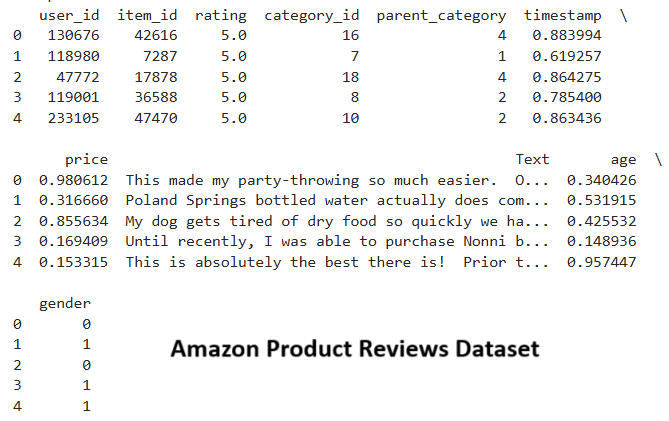 user_id item_id rating category_id parent_category timestamp \
0 130676 42616 5.0 16 4 0.883994
1 118980 7287 5.0 7 1 0.619257
2 47772 17878 5.0 18 4 0.864275
3 119001 36588 5.0 8 2 0.785400
4 233105 47470 5.0 10 2 0.863436
price Text age \
0 0.980612 This made my party-throwing so much easier. O... 0.340426
1 0.316660 Poland Springs bottled water actually does com... 0.531915
2 0.855634 My dog gets tired of dry food so quickly we ha... 0.425532
3 0.169409 Until recently, I was able to purchase Nonni b... 0.148936
4 0.153315 This is absolutely the best there is! Prior t... 0.957447
gender
0 0
1 1
2 0
3 1
4 1
Amazon Product Reviews Dataset